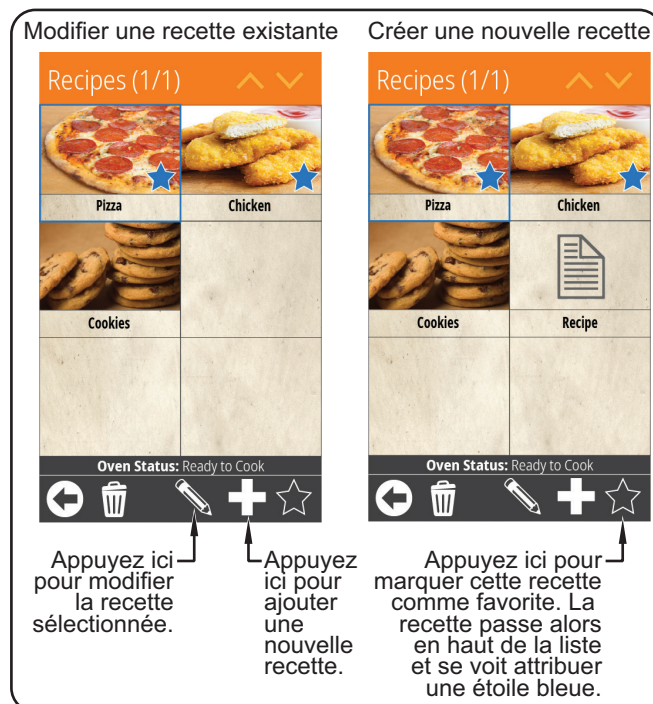 Modifier une recette existante
Recipes (1/1)
Pizza
Chicken
Cookies
Oven Status: Ready to Cook
Appuyez ici
pour modifier
la recette
sélectionnée.
Appuyez
ici pour
ajouter
une
nouvelle
recette.
Créer une nouvelle recette
Recipes (1/1)
Pizza
Chicken
Cookies
Recipe
Oven Status: Ready to Cook
Appuyez ici pour
marquer cette recette
comme favorite. La
recette passe alors
en haut de la liste
et se voit attribuer
une étoile bleue.